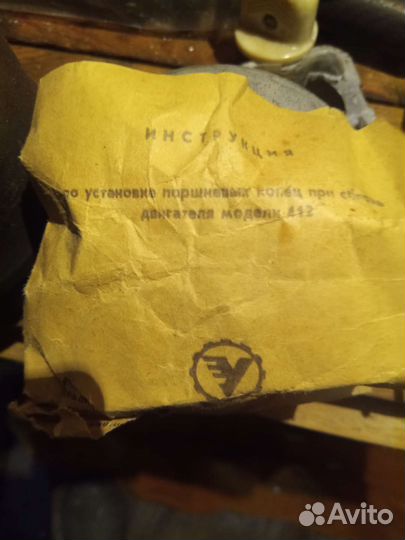 ИНСТРУКЦИЯ
по установке поршневых колец при сборке
двигателя модели 412
Avito